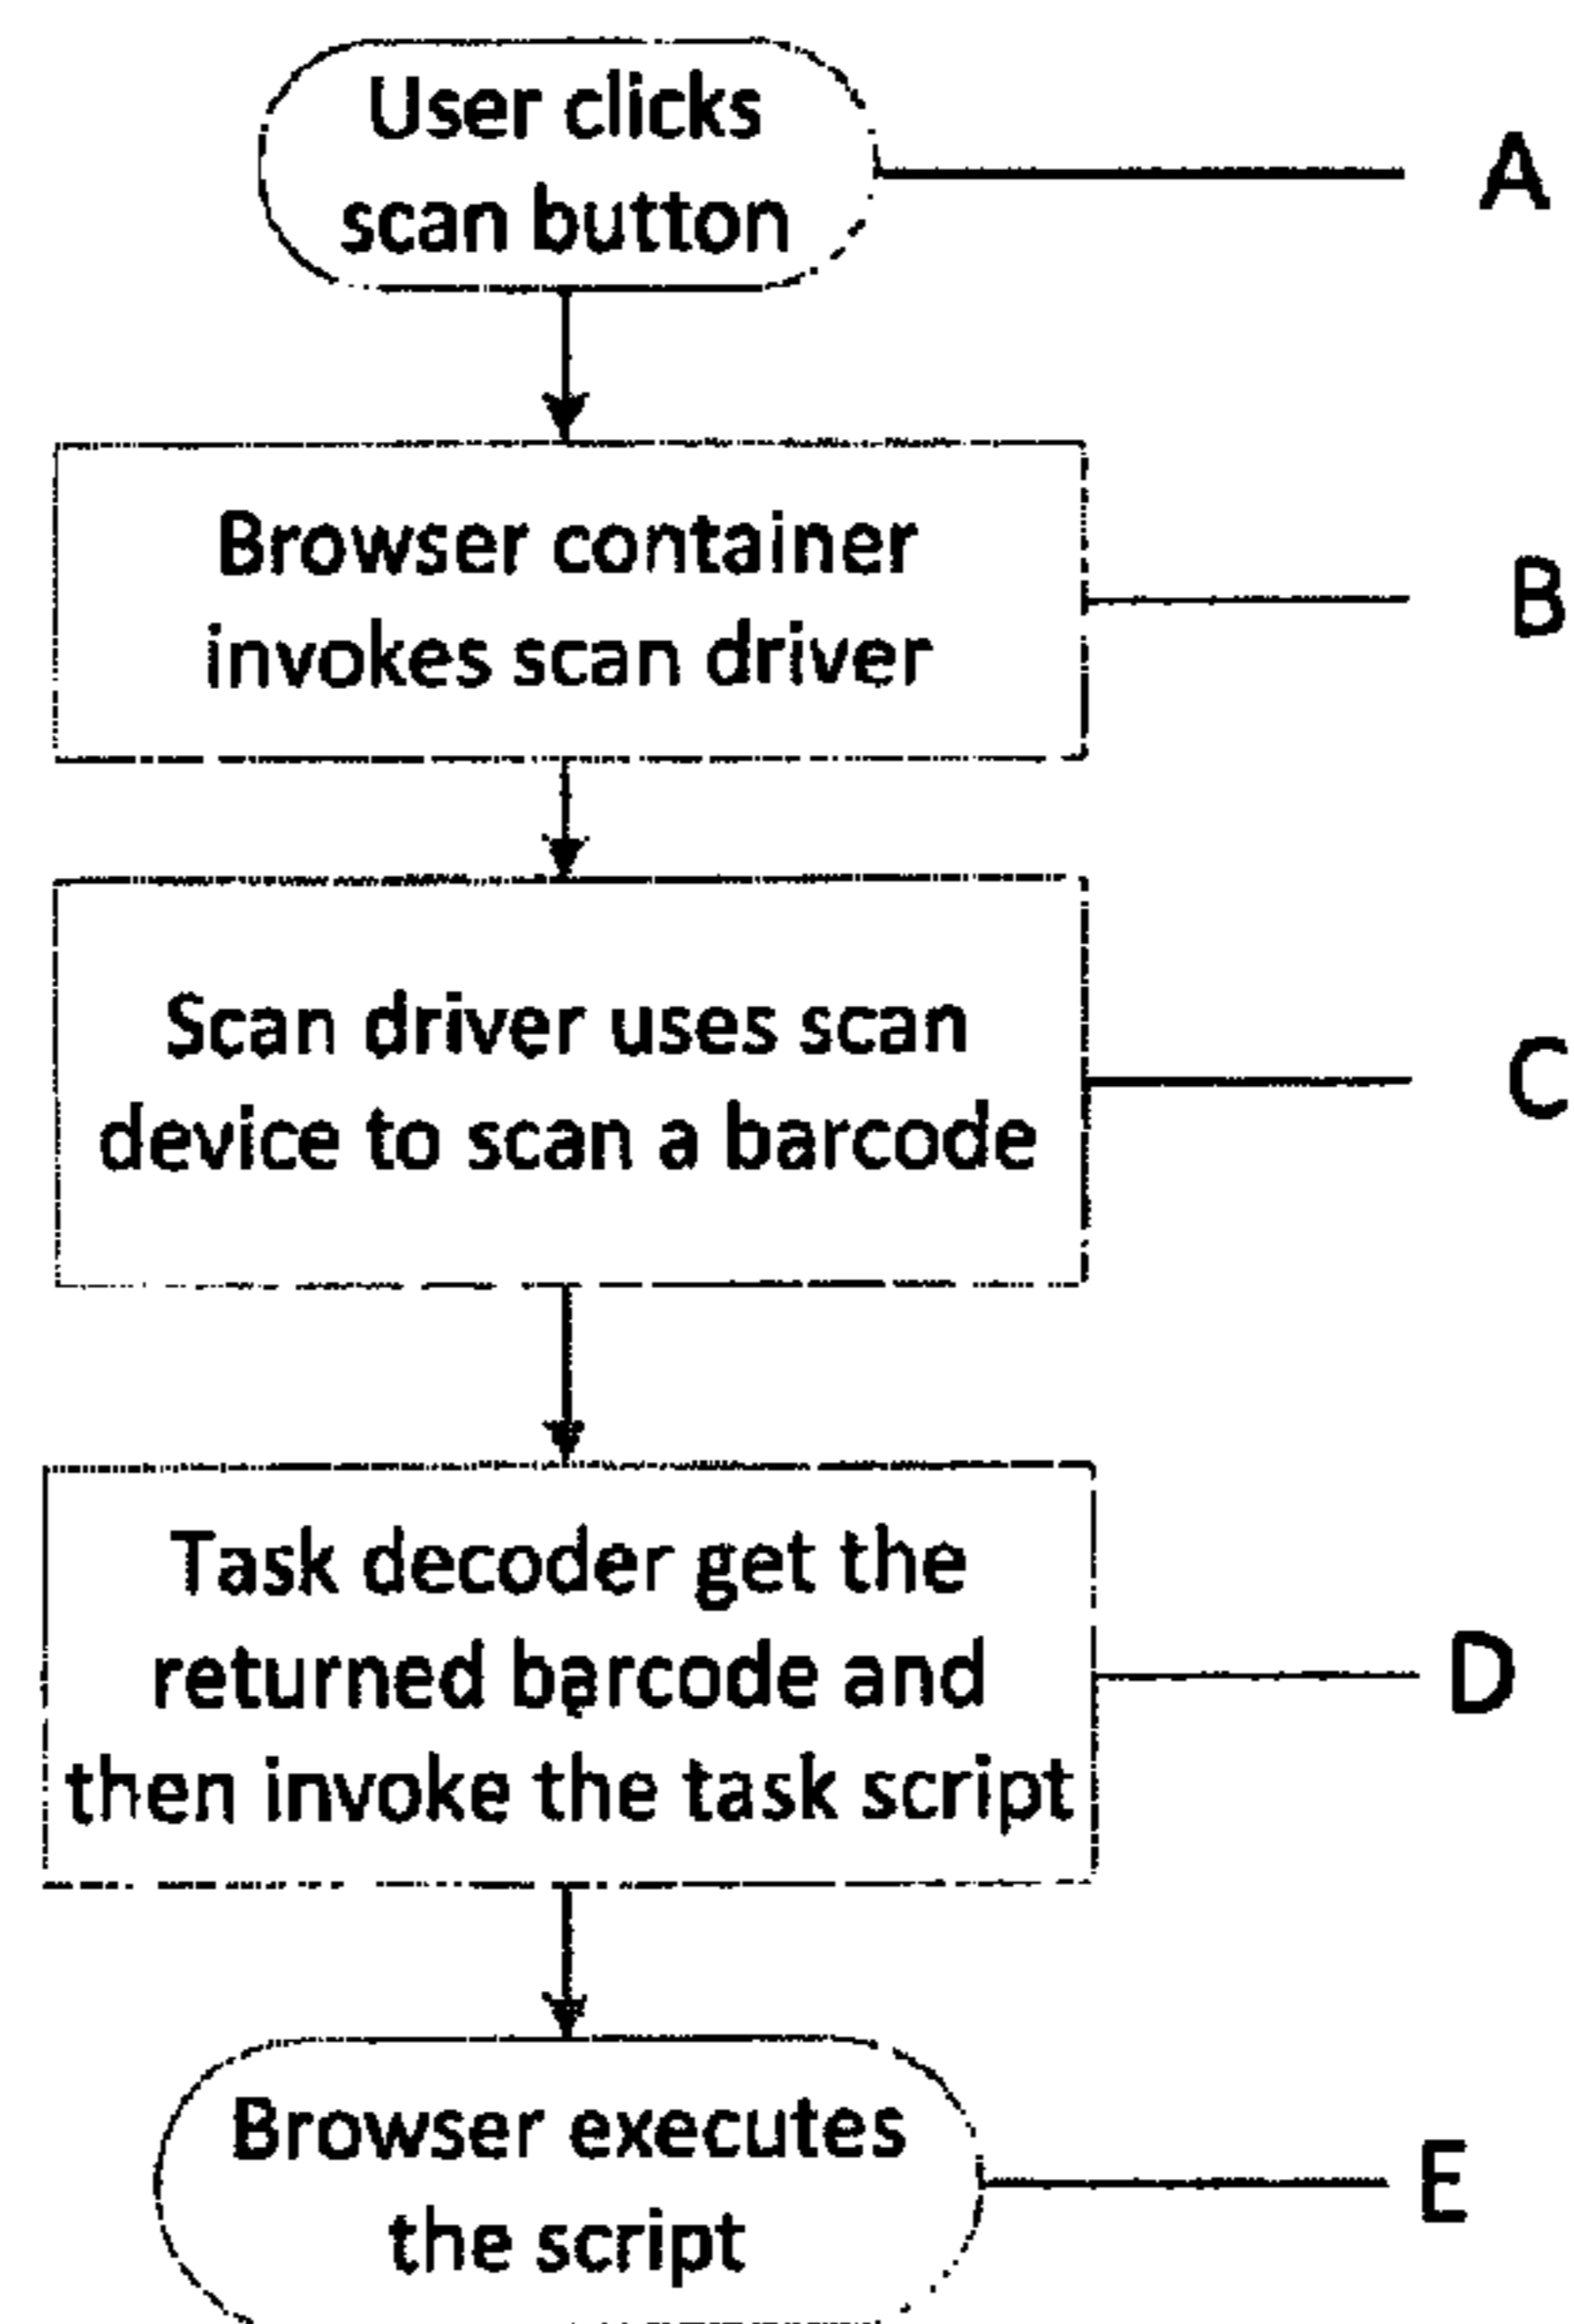 User clicks
scan button
A
Browser container
invokes scan driver
B
Scan driver uses scan
device to scan a barcode
C
Task decoder get the
returned barcode and
then invoke the task script
D
Browser executes
the script
E